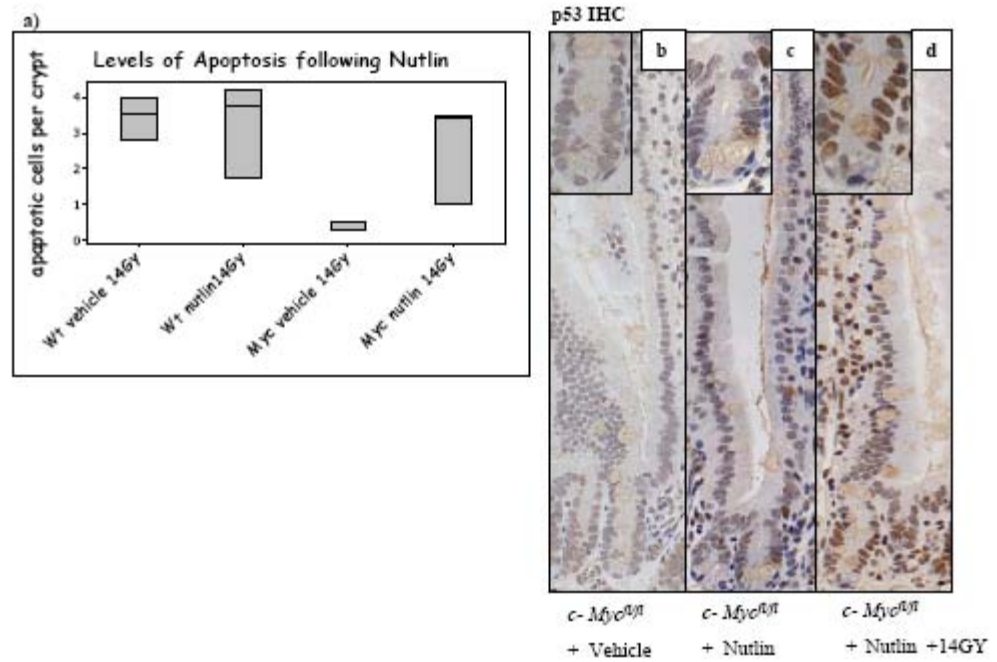 a)
Levels of Apoptosis following Nutlin
apaptotic cells per crypt
4
3
2
1
0
Wt vehicle 14Gy
Wt nutlin14Gy
Myc vehicle 14Gy
Myc nutlin 14Gy
p53 IHC
b
c
d
c- Myc^fl/fl
+ Vehicle
c- Myc^fl/fl
+ Nutlin
c- Myc^fl/fl
+ Nutlin +14GY